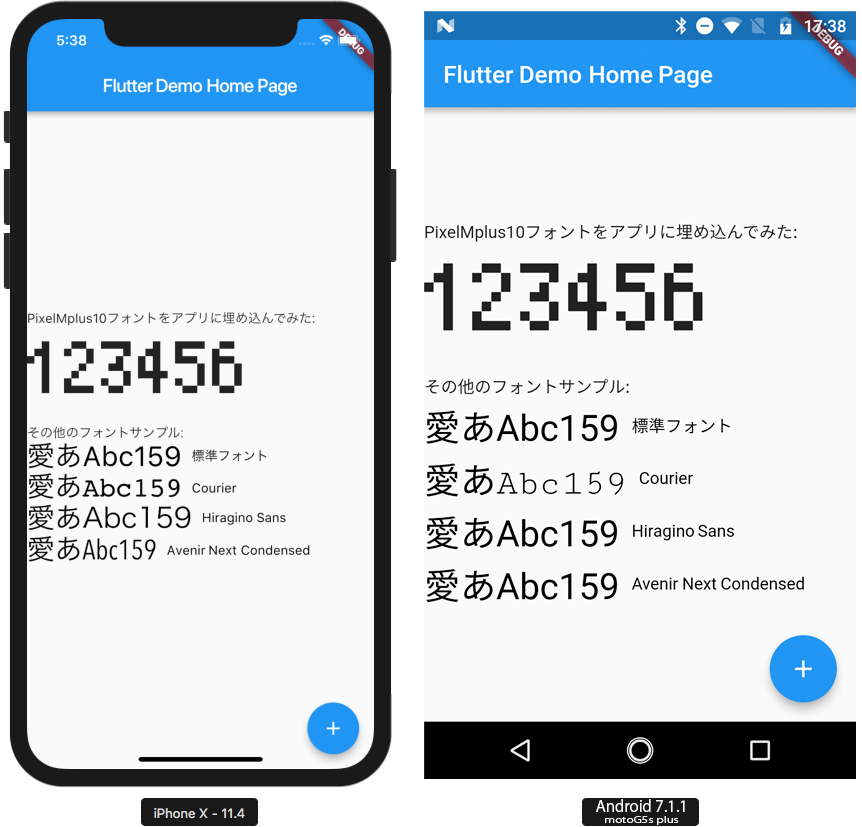 5:38
DEBUG
Flutter Demo Home Page
PixelMplus10フォントをアプリに埋め込んでみた:
123456
その他のフォントサンプル:
愛あAbc159 標準フォント
愛あAbc159 Courier
愛あAbc159 Hiragino Sans
愛あAbc159 Avenir Next Condensed
iPhone X - 11.4
17:38
DEBUG
Flutter Demo Home Page
PixelMplus10フォントをアプリに埋め込んでみた:
123456
その他のフォントサンプル:
愛あAbc159 標準フォント
愛あAbc159 Courier
愛あAbc159 Hiragino Sans
愛あAbc159 Avenir Next Condensed
Android 7.1.1
motoG5s plus